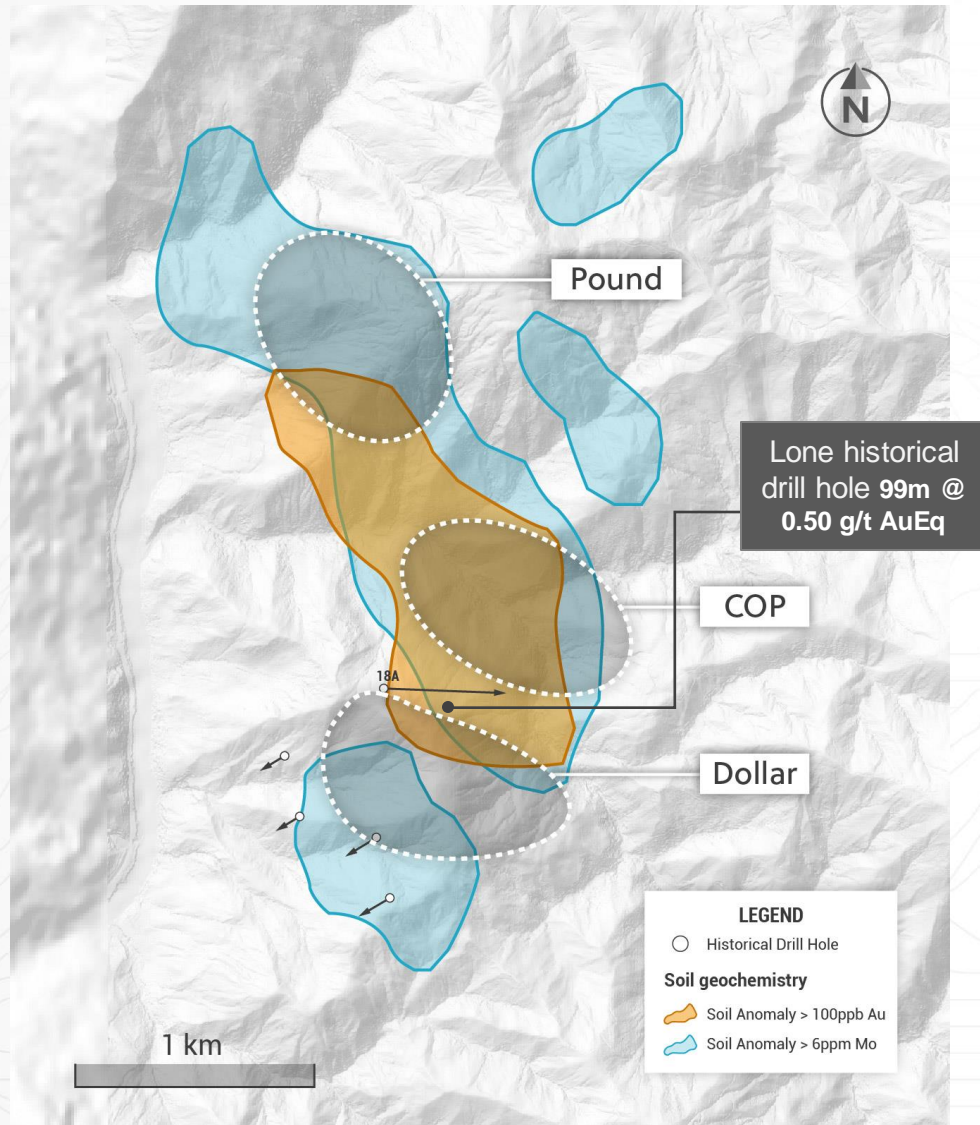 N
Pound
Lone historical
drill hole 99m @
0.50 g/t AuEq
COP
18A
Dollar
LEGEND
Historical Drill Hole
Soil geochemistry
Soil Anomaly > 100ppb Au
Soil Anomaly > 6ppm Mo
1 km